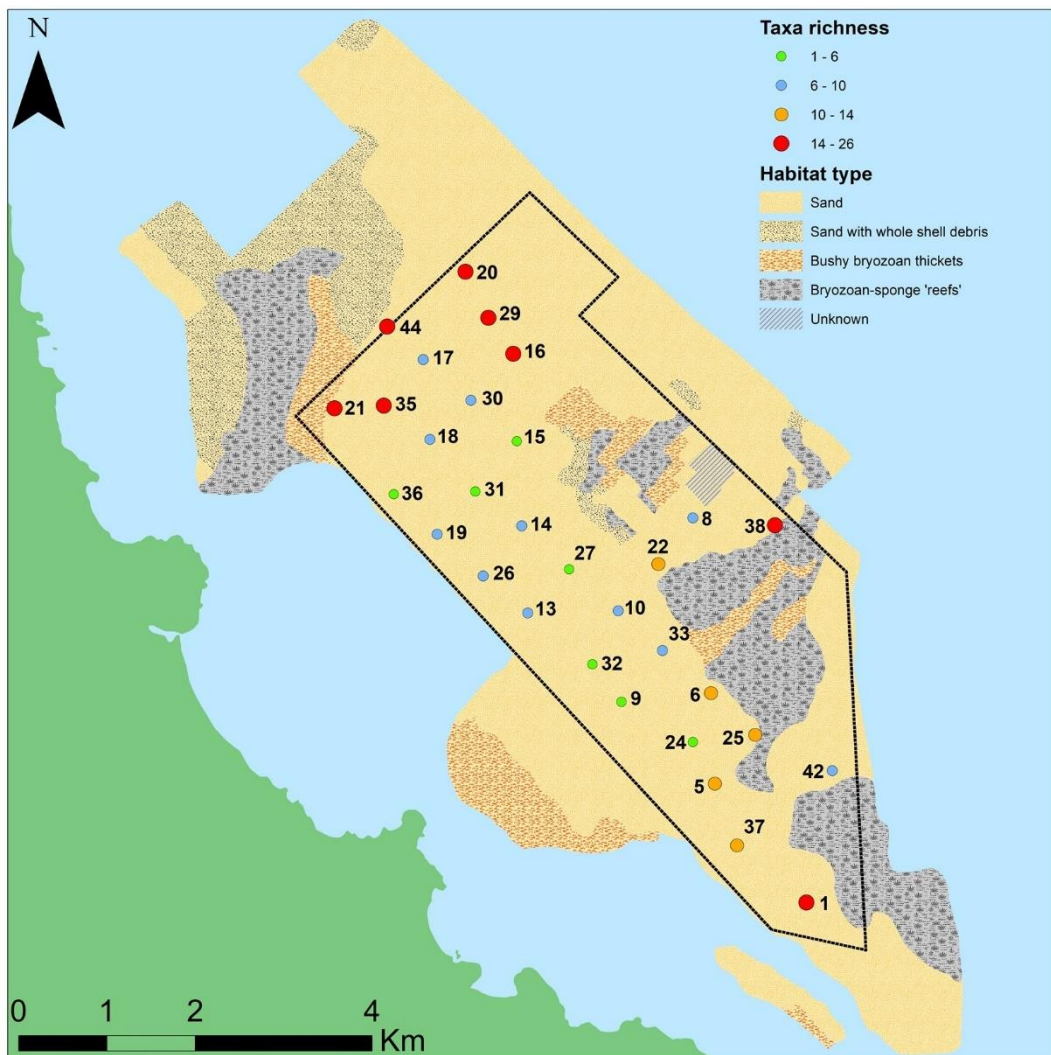 N
Taxa richness
1 - 6
6 - 10
10 - 14
14 - 26
Habitat type
Sand
Sand with whole shell debris
Bushy bryozoan thickets
Bryozoan-sponge 'reefs'
Unknown
20
29
44
16
17
30
21
35
18
15
36
31
14
8
38
19
27
22
26
13
10
33
32
6
9
25
24
42
5
37
1
0 1 2 4
Km